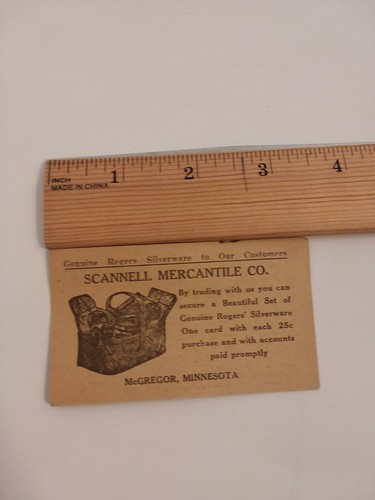 1 2 3 4
INCH
MADE IN CHINA
Genuine Rogers Silverware to Our Customers
SCANNELL MERCANTILE CO.
By trading with us you can
secure a Beautiful Set of
Genuine Rogers' Silverware
One card with each 25c
purchase and with accounts
paid promptly
McGREGOR, MINNESOTA